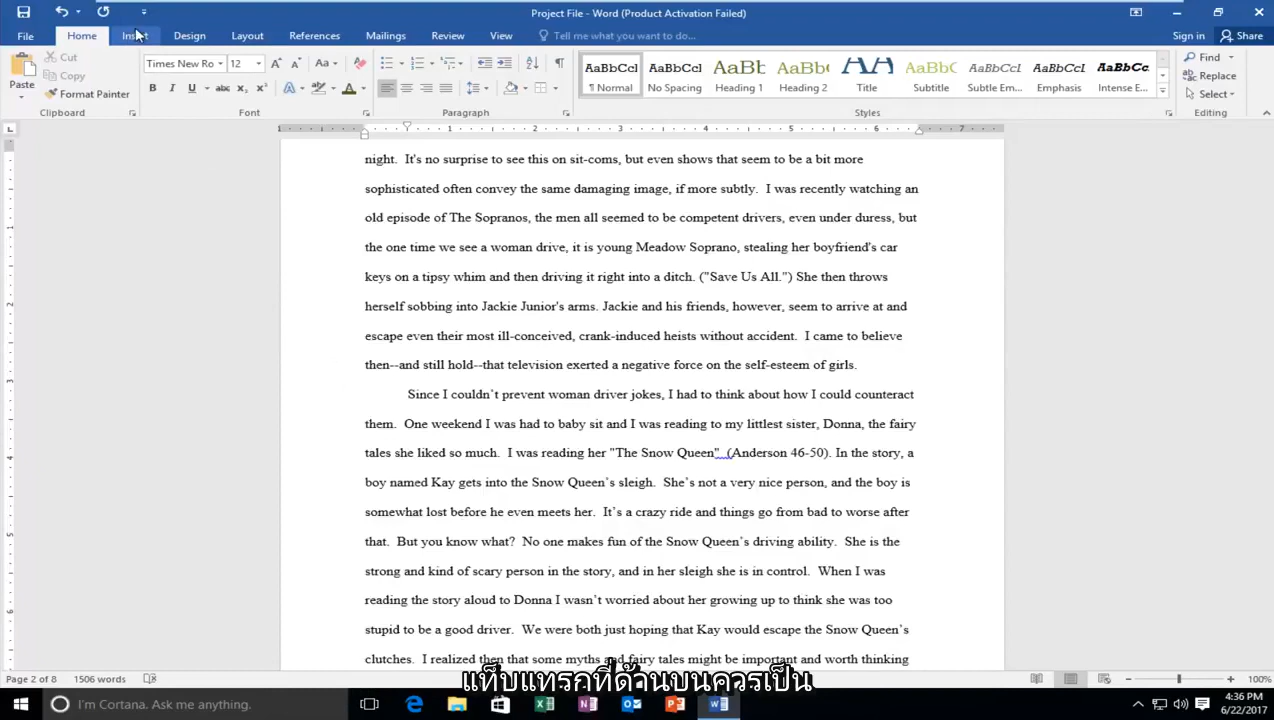 Project File - Word (Product Activation Failed)
File Home Insert Design Layout References Mailings Review View Tell me what you want to do... Sign in Share
Cut
Copy
Format Painter
Paste
Clipboard
Times New Ro 12 Aa
B I U abc x₂ x² A ab A
Font
Paragraph
AaBbCcI AaBbCcI AaBbC AaBbCc AA AaBbCcI AaBbCcI AaBbCcI AaBbCc
¶ Normal No Spacing Heading 1 Heading 2 Title Subtitle Subtle Em... Emphasis Intense E...
Styles
Find
Replace
Select
Editing
1 1 2 3 4 5 6 7
night. It's no surprise to see this on sit-coms, but even shows that seem to be a bit more
sophisticated often convey the same damaging image, if more subtly. I was recently watching an
old episode of The Sopranos, the men all seemed to be competent drivers, even under duress, but
the one time we see a woman drive, it is young Meadow Soprano, stealing her boyfriend's car
keys on a tipsy whim and then driving it right into a ditch. ("Save Us All.") She then throws
herself sobbing into Jackie Junior's arms. Jackie and his friends, however, seem to arrive at and
escape even their most ill-conceived, crank-induced heists without accident. I came to believe
then--and still hold--that television exerted a negative force on the self-esteem of girls.
Since I couldn't prevent woman driver jokes, I had to think about how I could counteract
them. One weekend I was had to baby sit and I was reading to my littlest sister, Donna, the fairy
tales she liked so much. I was reading her "The Snow Queen" (Anderson 46-50). In the story, a
boy named Kay gets into the Snow Queen's sleigh. She's not a very nice person, and the boy is
somewhat lost before he even meets her. It's a crazy ride and things go from bad to worse after
that. But you know what? No one makes fun of the Snow Queen's driving ability. She is the
strong and kind of scary person in the story, and in her sleigh she is in control. When I was
reading the story aloud to Donna I wasn't worried about her growing up to think she was too
stupid to be a good driver. We were both just hoping that Kay would escape the Snow Queen's
clutches. I realized then that some myths and fairy tales might be important and worth thinking
แท็บแทรกที่ด้านบนควรเป็น
Page 2 of 8 1506 words 100%
I'm Cortana. Ask me anything.
4:36 PM
6/22/2017